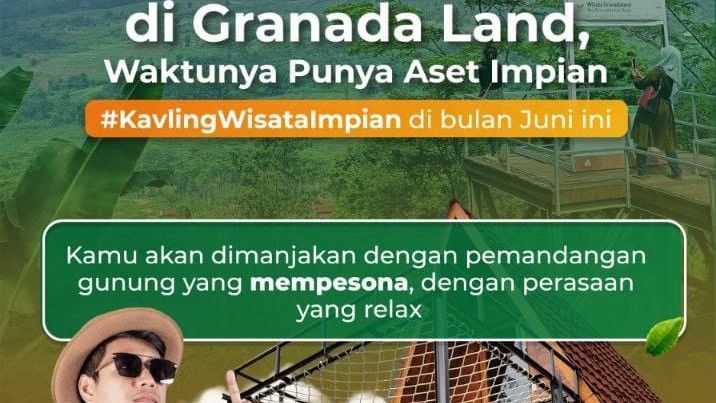 di Granada Land,
Waktunya Punya Aset Impian
#KavlingWisataImpian di bulan Juni ini
Kamu akan dimanjakan dengan pemandangan
gunung yang mempesona, dengan perasaan
yang relax